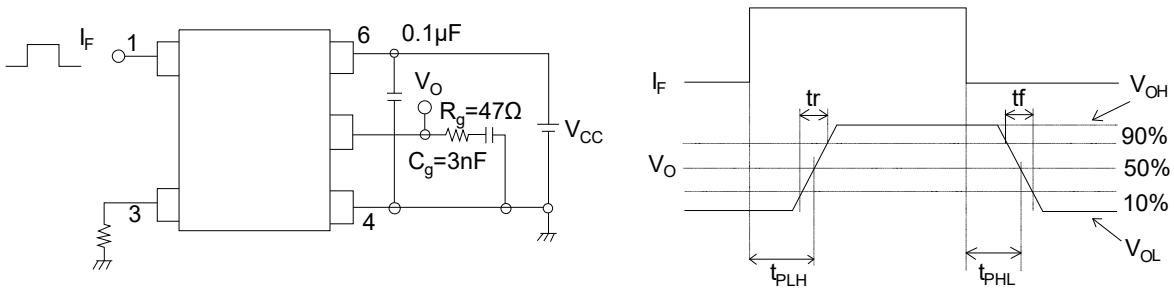 I_F
1
6
0.1µF
V_O
R_g=47Ω
C_g=3nF
V_CC
3
4
I_F
tr
tf
V_OH
90%
V_O
50%
10%
V_OL
t_PLH
t_PHL